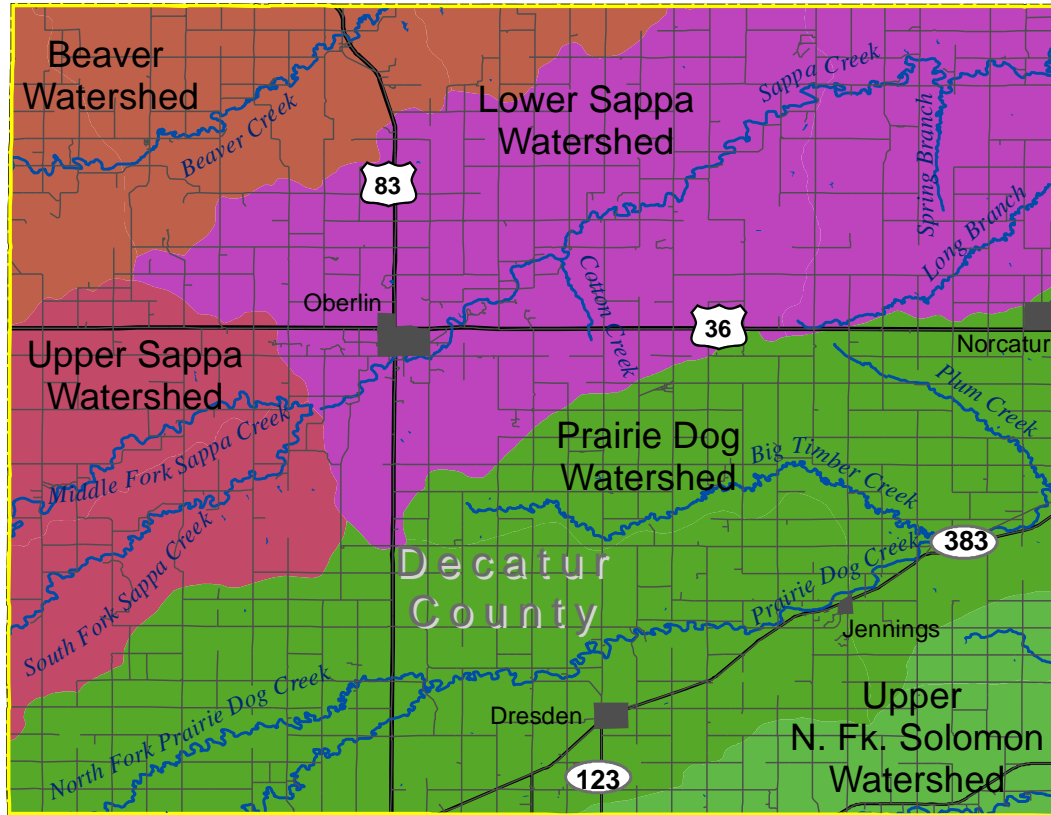 Beaver
Watershed
Beaver Creek
83
Lower Sappa
Watershed
Sappa Creek
Spring Branch
Long Branch
Cotton Creek
Oberlin
36
Norcatur
Upper Sappa
Watershed
Middle Fork Sappa Creek
South Fork Sappa Creek
Plum Creek
Prairie Dog
Watershed
Big Timber Creek
383
Decatur
County
Prairie Dog Creek
Jennings
North Fork Prairie Dog Creek
Dresden
123
Upper
N. Fk. Solomon
Watershed